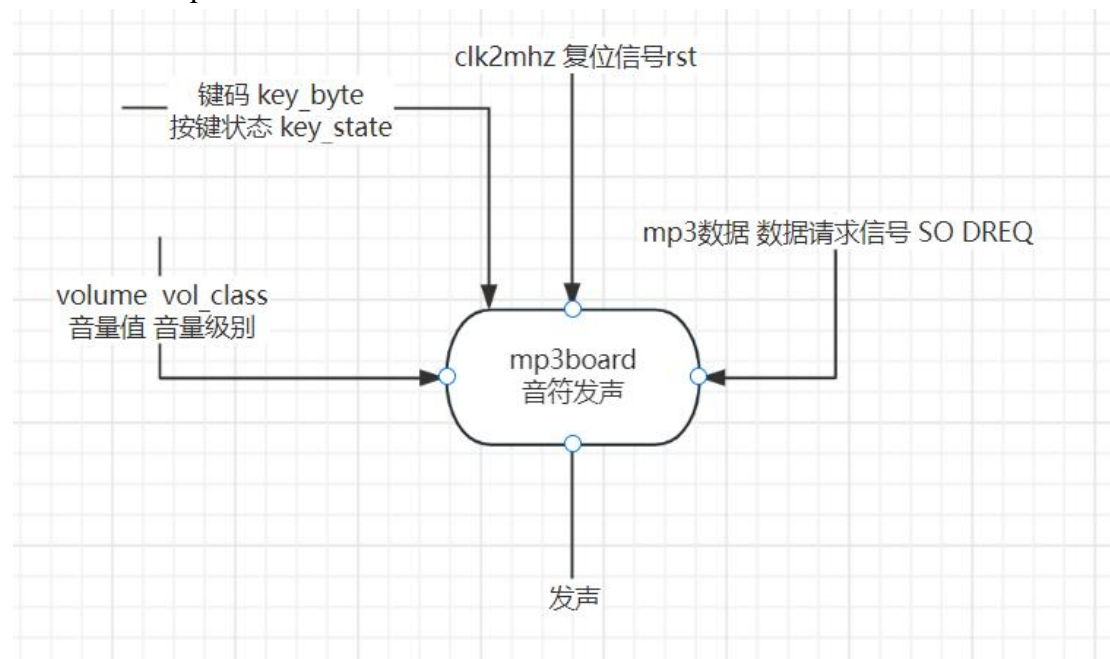 clk2mhz 复位信号rst
键码 key_byte
按键状态 key_state
mp3数据 数据请求信号 SO DREQ
volume vol_class
音量值 音量级别
mp3board
音符发声
发声